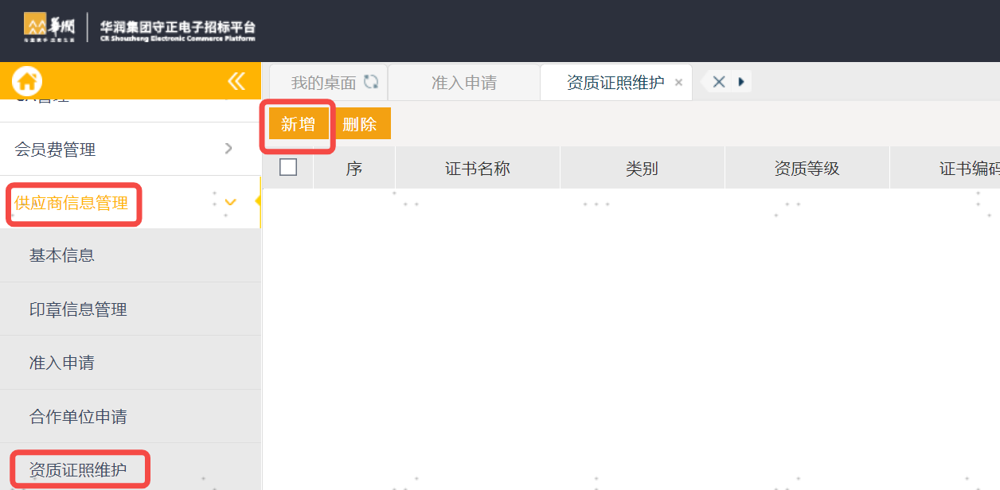 華潤
华润集团守正电子招标平台
CR Shouzheng Electronic Commerce Platform
我的桌面
准入申请
资质证照维护
新增
删除
会员费管理
序
证书名称
类别
资质等级
证书编码
供应商信息管理
基本信息
印章信息管理
准入申请
合作单位申请
资质证照维护